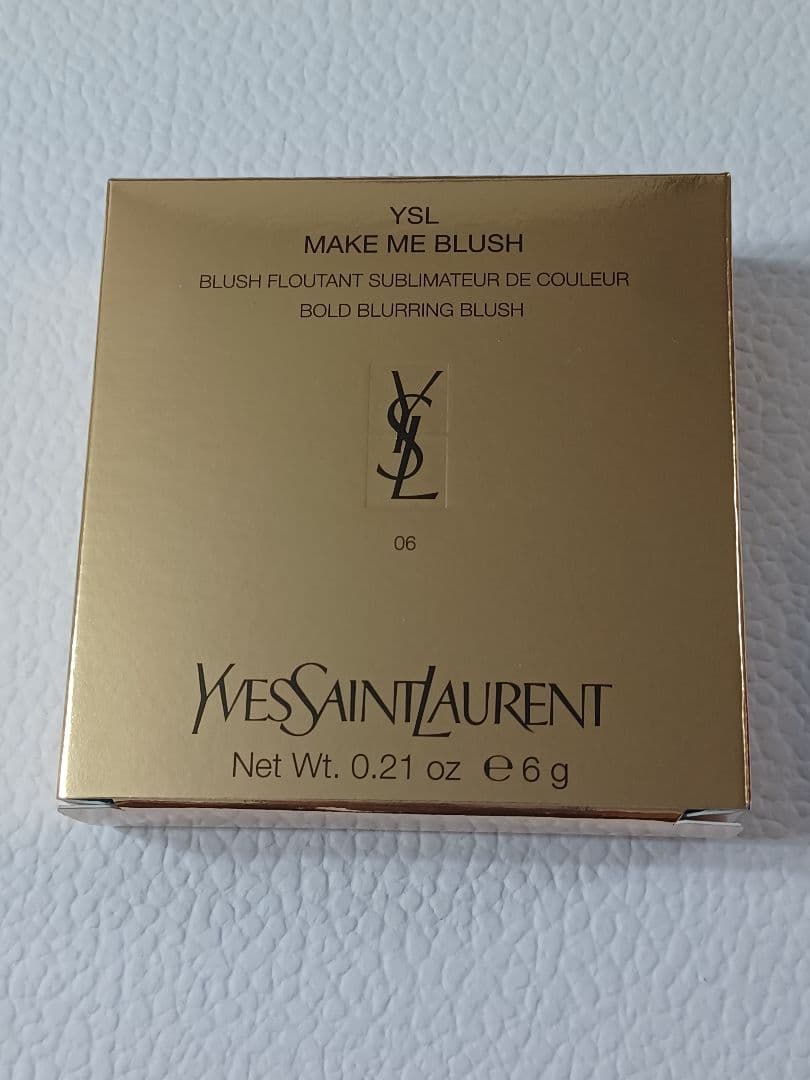 YSL
MAKE ME BLUSH
BLUSH FLOUTANT SUBLIMATEUR DE COULEUR
BOLD BLURRING BLUSH
YSL
06
YVESSAINTLAURENT
Net Wt. 0.21 oz ℮ 6 g